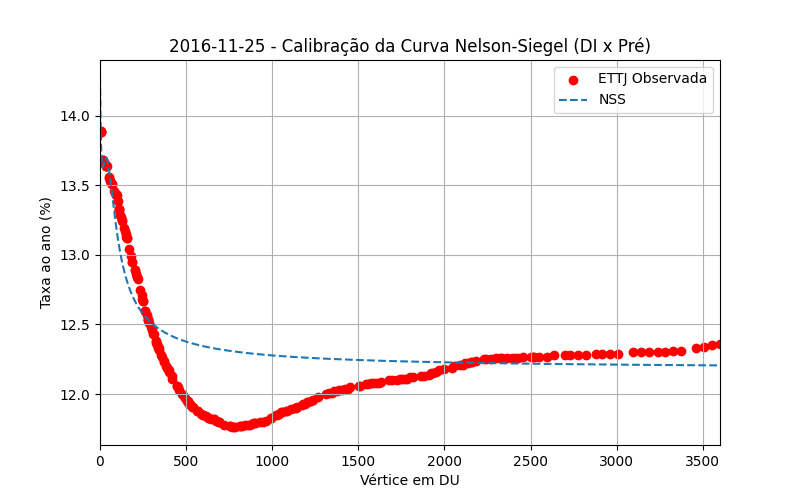 2016-11-25 - Calibração da Curva Nelson-Siegel (DI x Pré)
ETTJ Observada
NSS
Taxa ao ano (%)
14.0
13.5
13.0
12.5
12.0
0 500 1000 1500 2000 2500 3000 3500
Vértice em DU